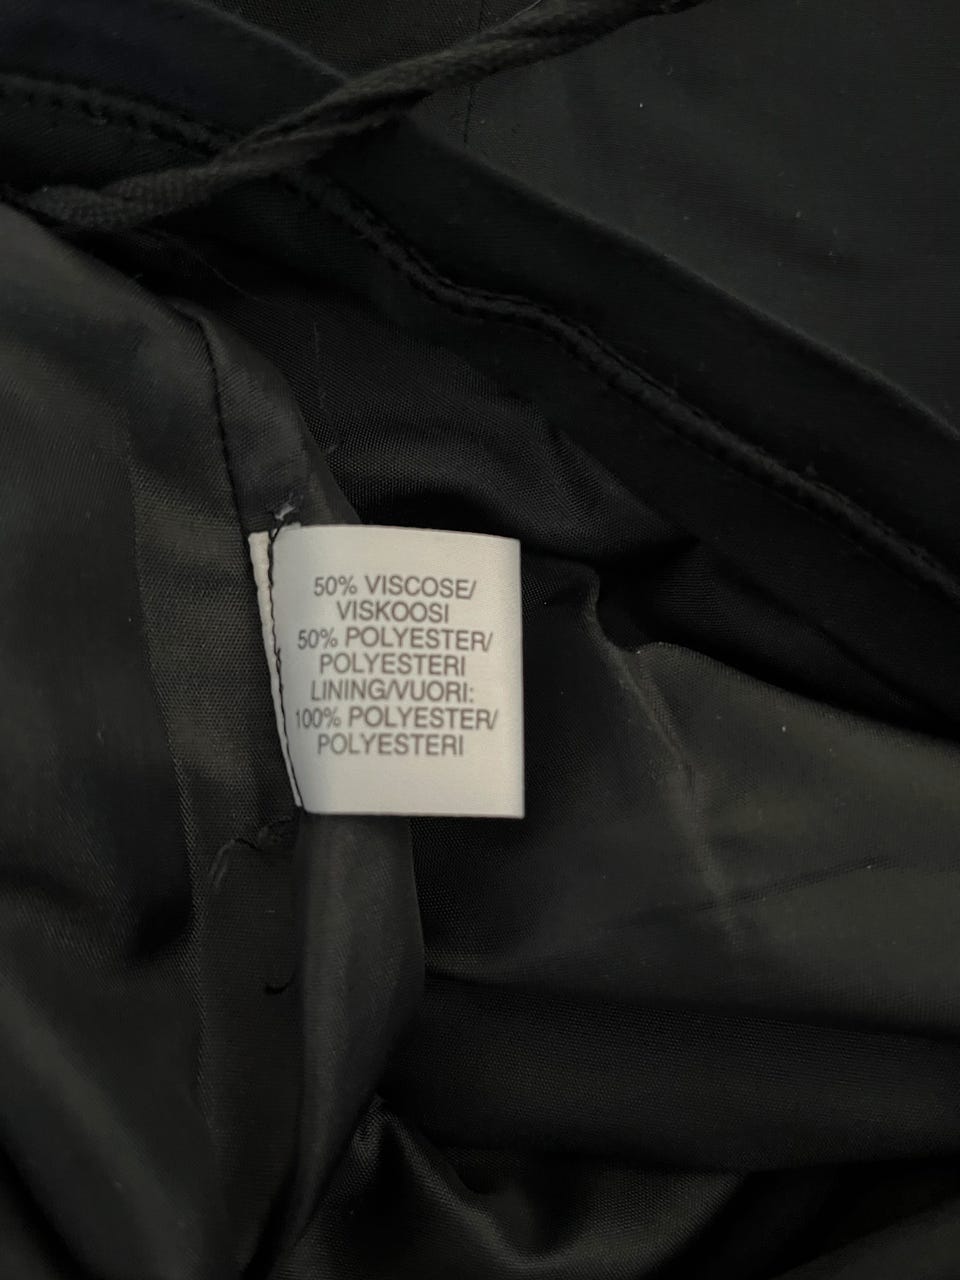 50% VISCOSE/
VISKOOSI
50% POLYESTER/
POLYESTERI
LINING/VUORI:
100% POLYESTER/
POLYESTERI